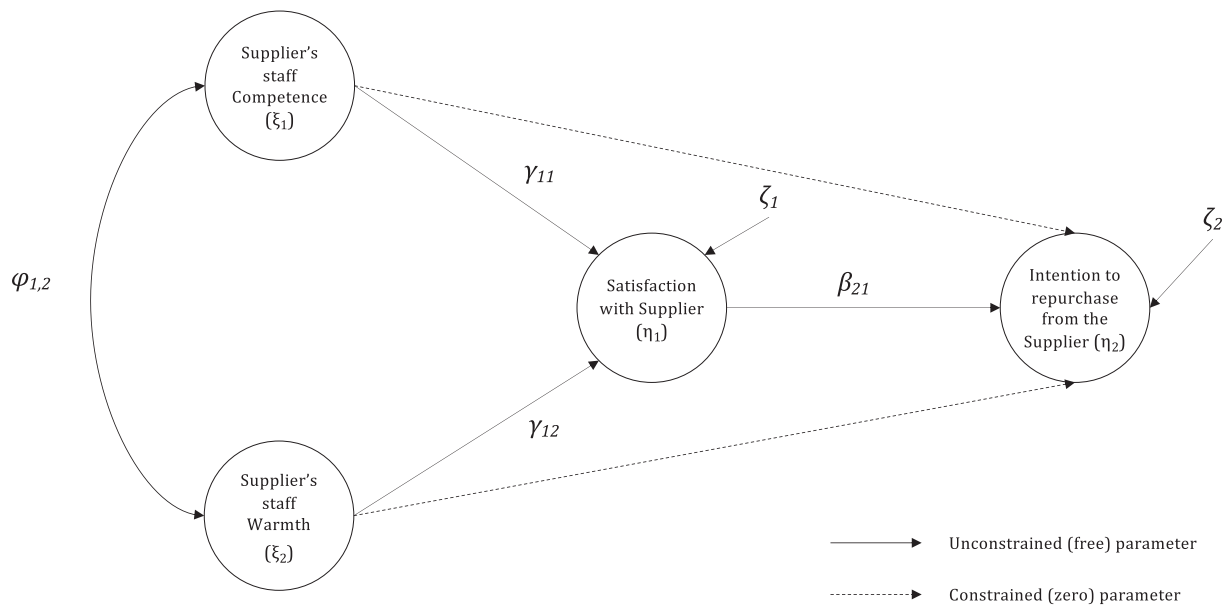 Supplier’s
staff
Competence
(ξ₁)
γ₁₁
ζ₁
ζ₂
φ₁,₂
Satisfaction
with Supplier
(η₁)
β₂₁
Intention to
repurchase
from the
Supplier (η₂)
γ₁₂
Supplier’s
staff
Warmth
(ξ₂)
Unconstrained (free) parameter
Constrained (zero) parameter